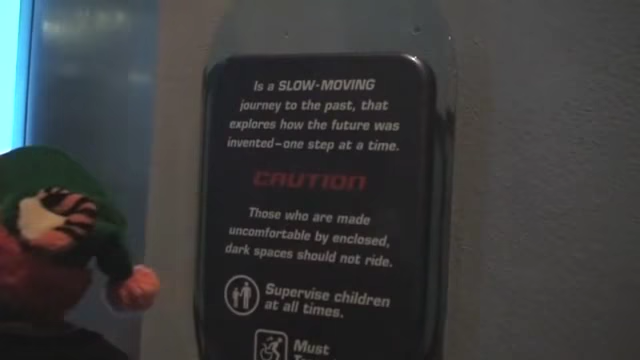 Is a SLOW-MOVING
journey to the past, that
explores how the future was
invented–one step at a time.
CAUTION
Those who are made
uncomfortable by enclosed,
dark spaces should not ride.
Supervise children
at all times.
Must